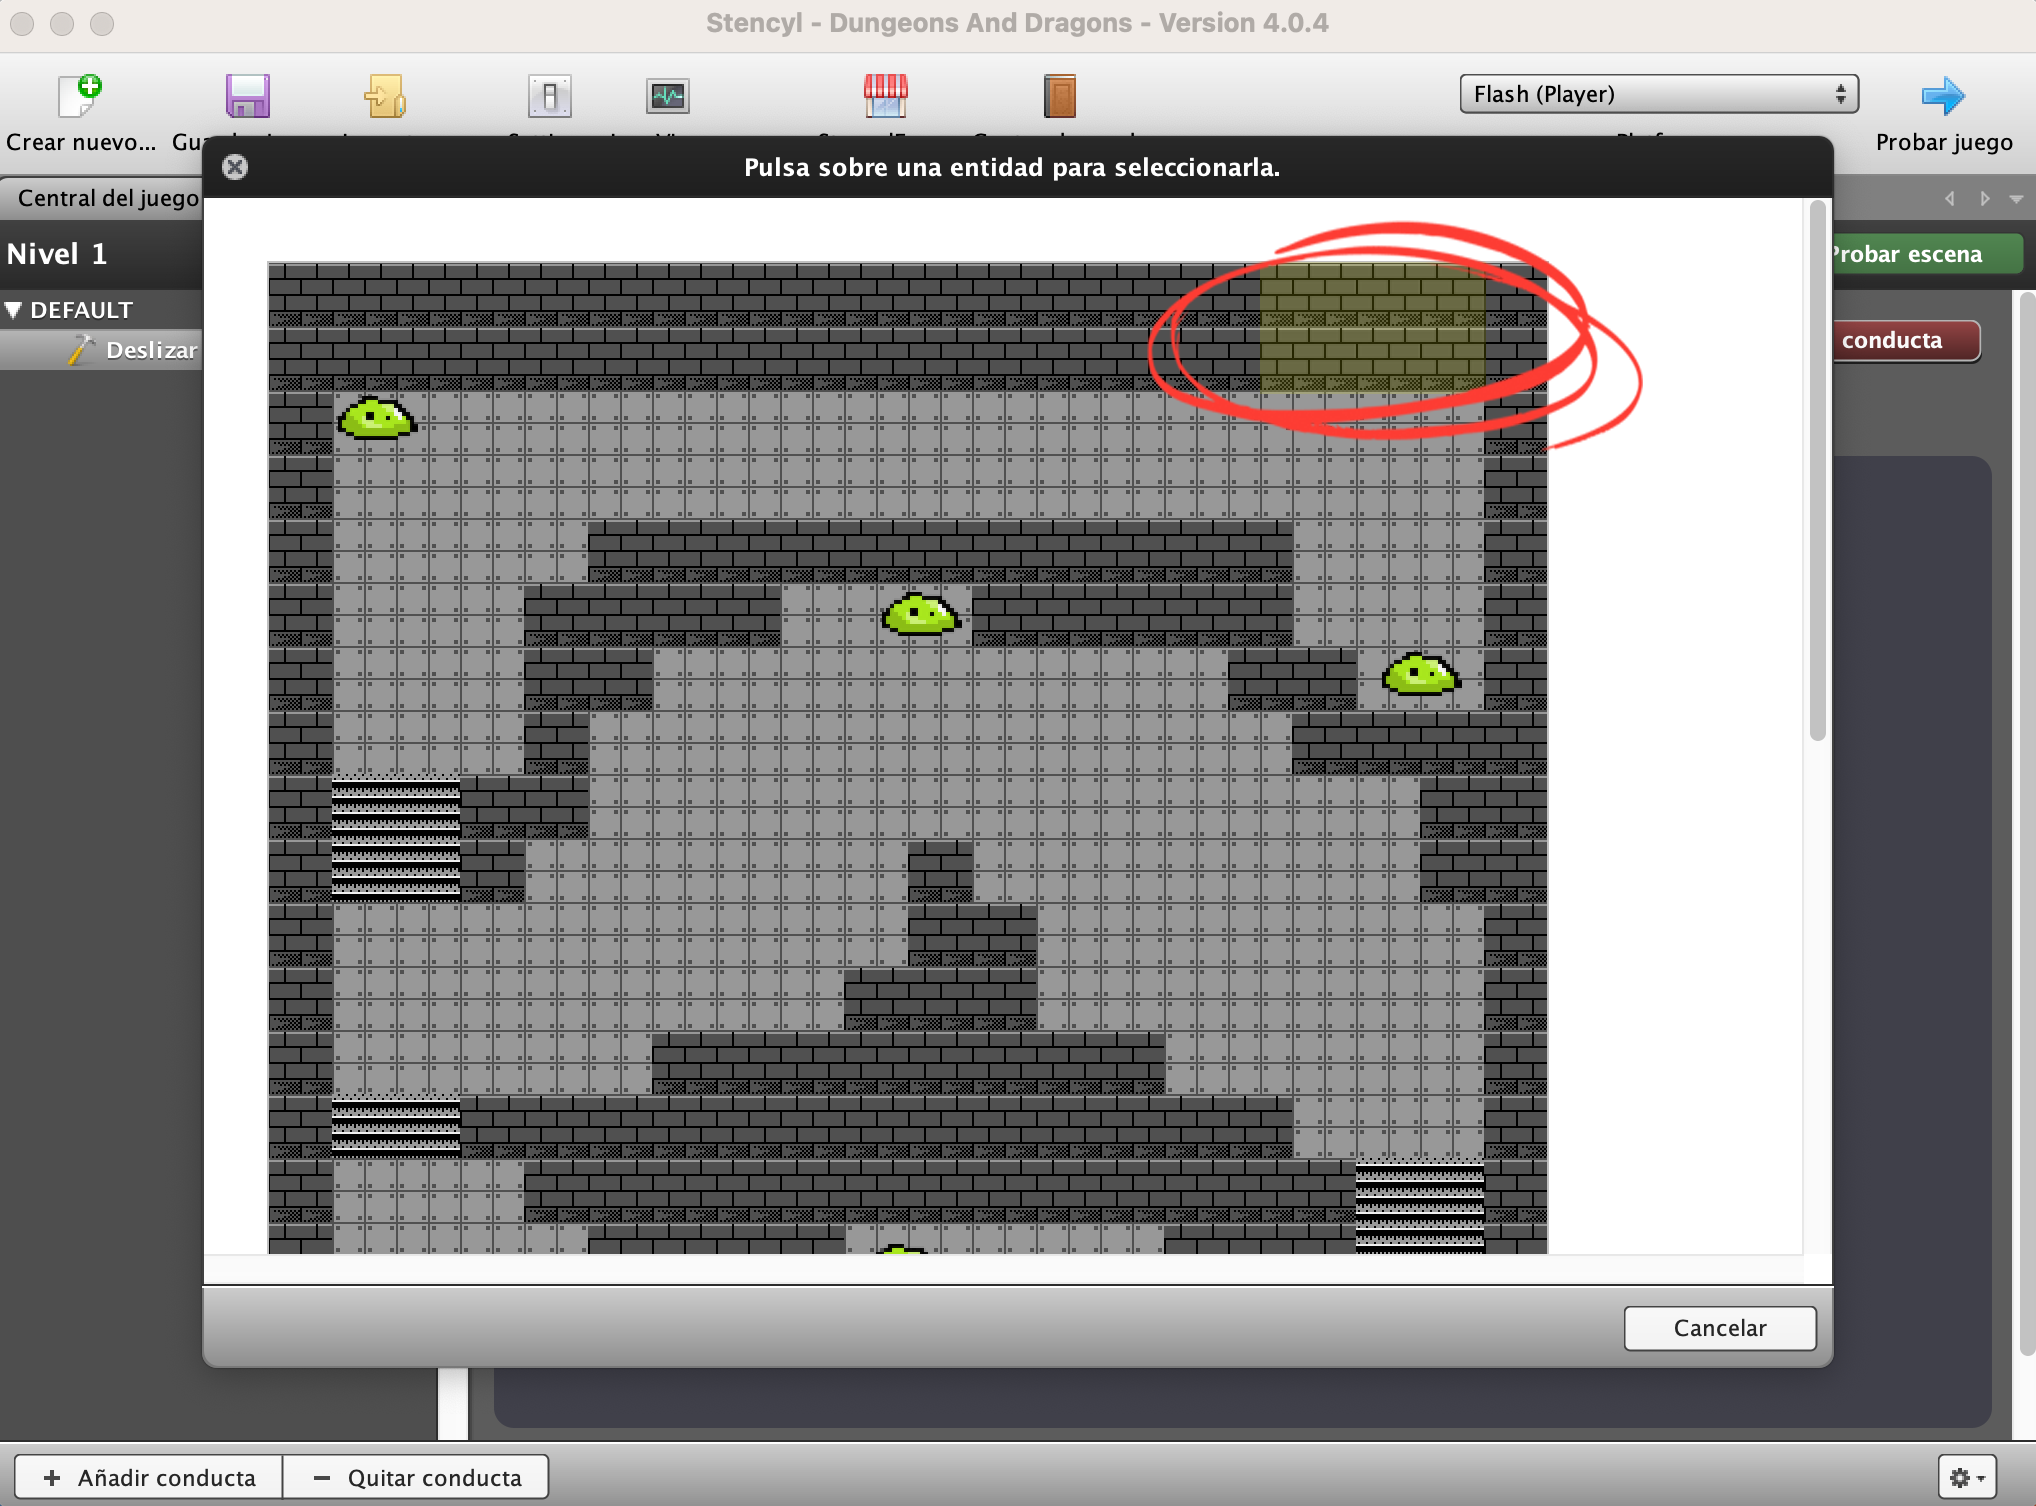 Stencyl - Dungeons And Dragons - Version 4.0.4
Flash (Player)
Crear nuevo...
Probar juego
Pulsa sobre una entidad para seleccionarla.
Central del juego
Nivel 1
Probar escena
DEFAULT
Deslizar
conducta
Cancelar
+ Añadir conducta
− Quitar conducta